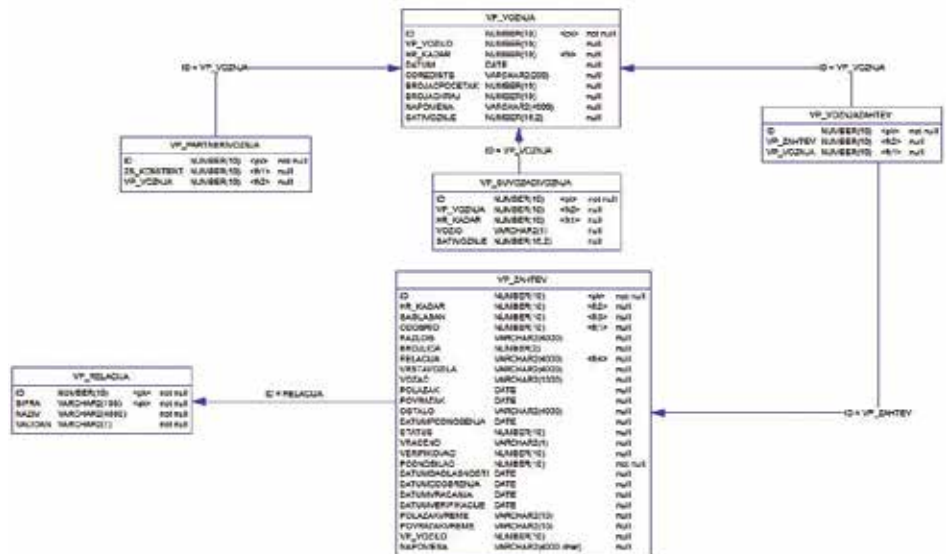 VP_VOZNJA
ID NUMBER(10) <pk> not null
VP_VOZILO NUMBER(10) null
HR_KADAR NUMBER(10) <fk> null
DATUM DATE null
ODREDISTE VARCHAR2(200) null
BROJACPOCETAK NUMBER(10) null
BROJACKRAJ NUMBER(10) null
NAPOMENA VARCHAR2(4000) null
SATIVOZNJE NUMBER(10,2) null
ID = VP_VOZNJA
ID = VP_VOZNJA
VP_PARTNERIVOZNJA
ID NUMBER(10) <pk> not null
NUMBER(10) <fk1> null
VP_VOZNJA NUMBER(10) <fk2> null
VP_VOZNJAZAHTEV
ID NUMBER(10) <pk> not null
VP_ZAHTEV NUMBER(10) <fk2> null
VP_VOZNJA NUMBER(10) <fk1> null
ID = VP_VOZNJA
ID NUMBER(10) <pk> not null
VP_VOZNJA NUMBER(10) <fk2> null
HR_KADAR NUMBER(10) <fk1> null
VOZIO VARCHAR2(1) null
SATIVOZNJE NUMBER(10,2) null
VP_ZAHTEV
ID NUMBER(10) <pk> not null
HR_KADAR NUMBER(10) <fk2> null
SAGLASAN NUMBER(10) <fk3> null
ODOBRIO NUMBER(10) <fk1> null
RAZLOG VARCHAR2(4000) null
BROJLICA null
RELACIJA VARCHAR2(4000) <fk4> null
VRSTAVOZILA VARCHAR2(4000) null
VOZAC null
POLAZAK DATE null
POVRATAK DATE null
OSTALO VARCHAR2(4000) null
DATUMPODNOSENJA DATE null
STATUS NUMBER(10) null
VRACENO VARCHAR2(1) null
VERIFIKOVAO NUMBER(10) null
PODNOSILAC NUMBER(10) not null
DATUMSAGLASNOSTI DATE null
DATUMODOBRENJA DATE null
DATUMVRACANJA DATE null
DATUMVERIFIKACIJE DATE null
POLAZAKVREME VARCHAR2(10) null
POVRATAKVREME VARCHAR2(10) null
VP_VOZILO NUMBER(10) null
NAPOMENA VARCHAR2(4000 char) null
VP_RELACIJA
ID NUMBER(10) <pk> not null
SIFRA <ak> not null
NAZIV VARCHAR2(4000) not null
VALIDAN VARCHAR2(1) not null
ID = RELACIJA
ID = VP_ZAHTEV